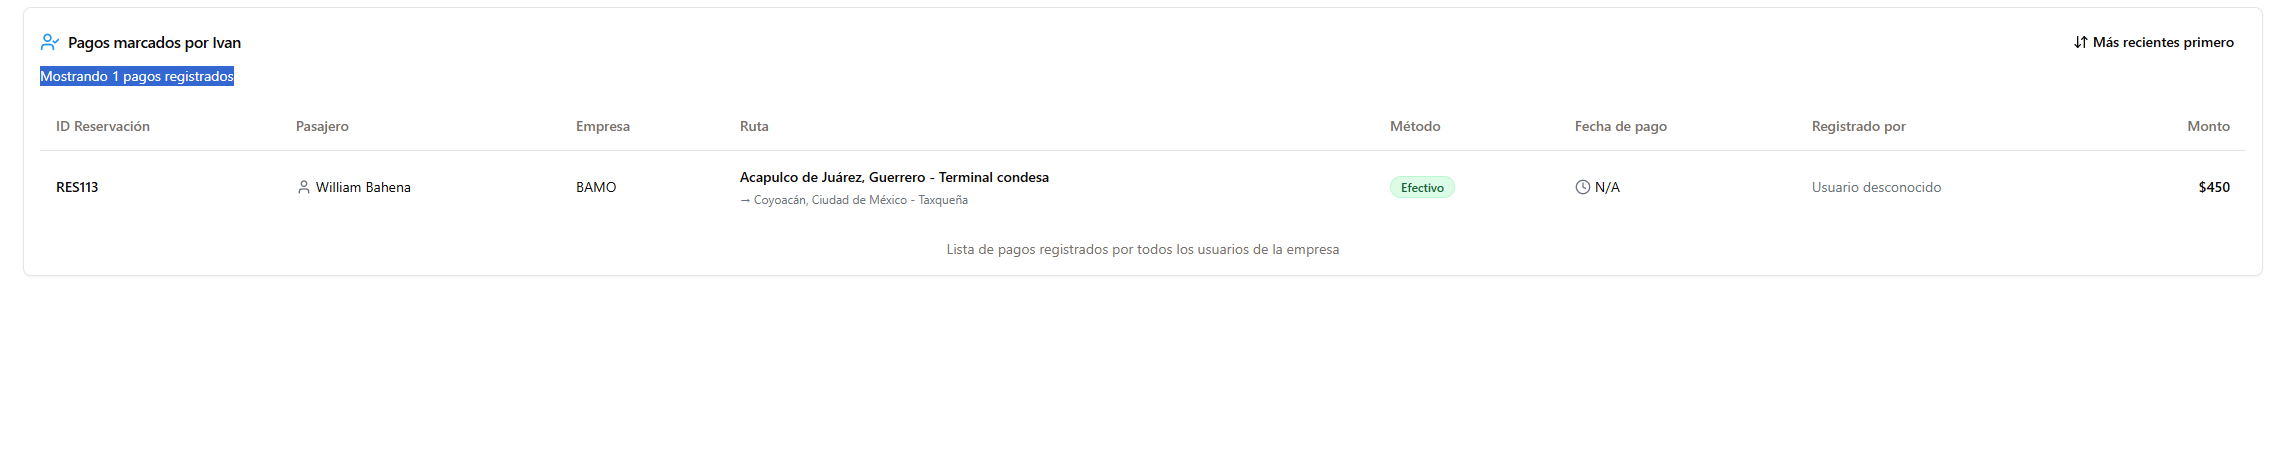 Pagos marcados por Ivan
Más recientes primero
Mostrando 1 pagos registrados
ID Reservación Pasajero Empresa Ruta Método Fecha de pago Registrado por Monto
RES113 William Bahena BAMO Acapulco de Juárez, Guerrero - Terminal condesa Efectivo N/A Usuario desconocido $450
→ Coyoacán, Ciudad de México - Taxqueña
Lista de pagos registrados por todos los usuarios de la empresa